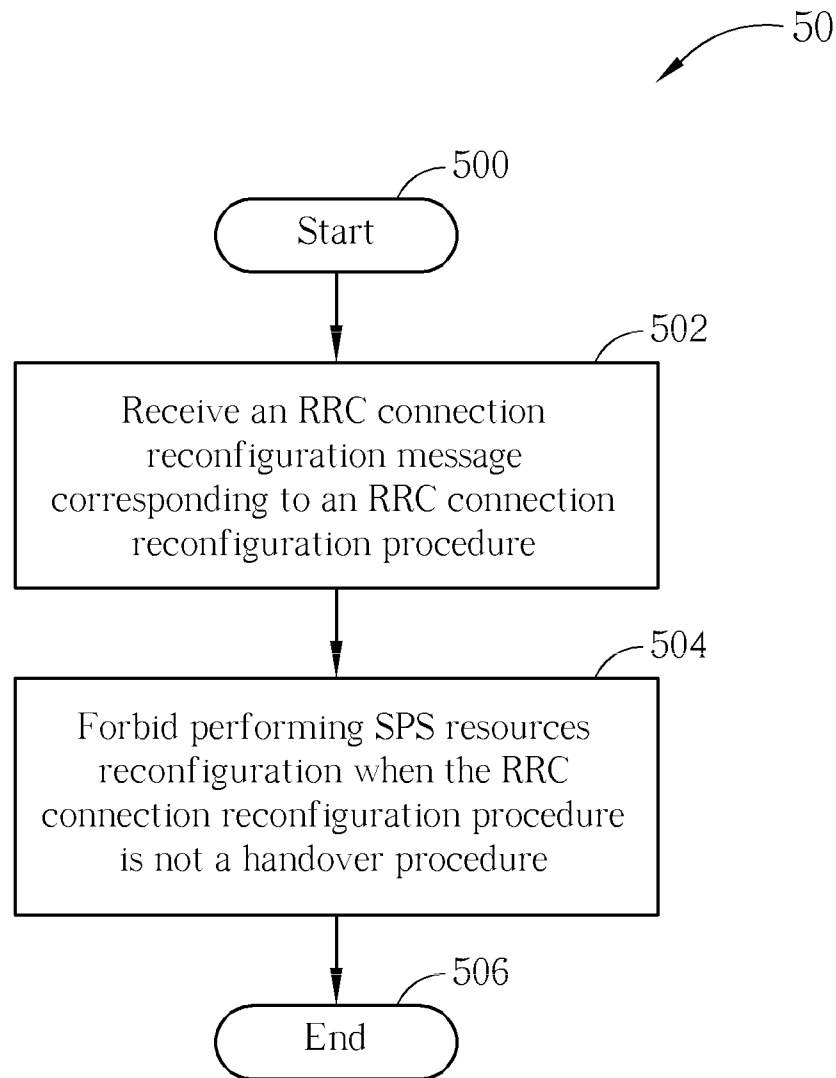 50
500
Start
502
Receive an RRC connection
reconfiguration message
corresponding to an RRC connection
reconfiguration procedure
504
Forbid performing SPS resources
reconfiguration when the RRC
connection reconfiguration procedure
is not a handover procedure
506
End